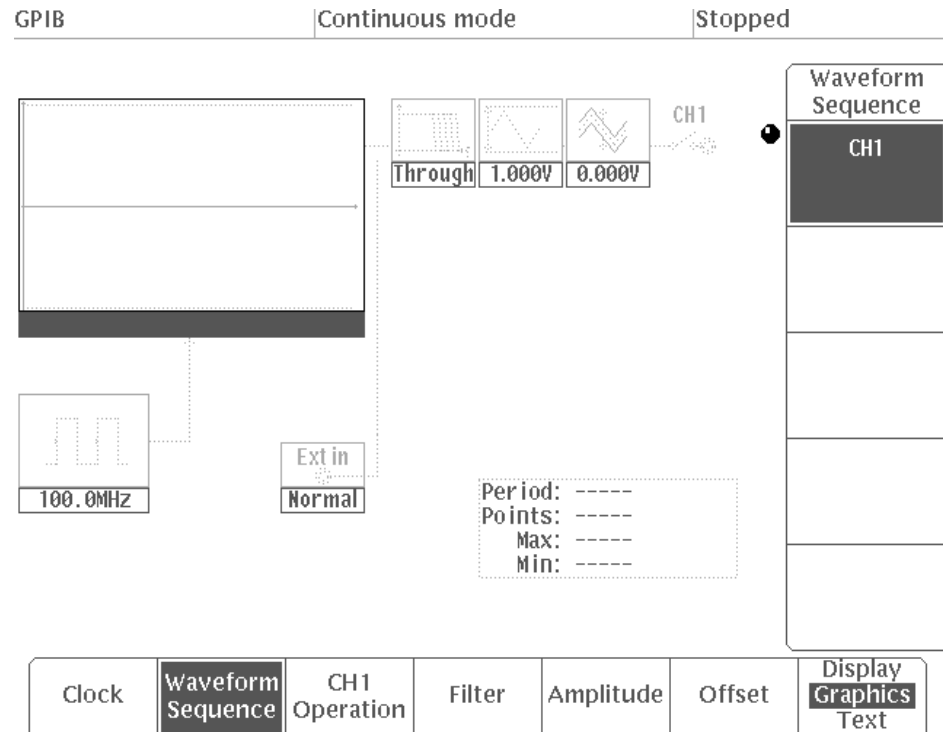 GPIB Continuous mode Stopped
Waveform
Sequence
CH1
CH1
Through 1.000V 0.000V
Ext in
100.0MHz Normal
Period: -----
Points: -----
Max: -----
Min: -----
Clock
Waveform
Sequence
CH1
Operation
Filter
Amplitude
Offset
Display
Graphics
Text